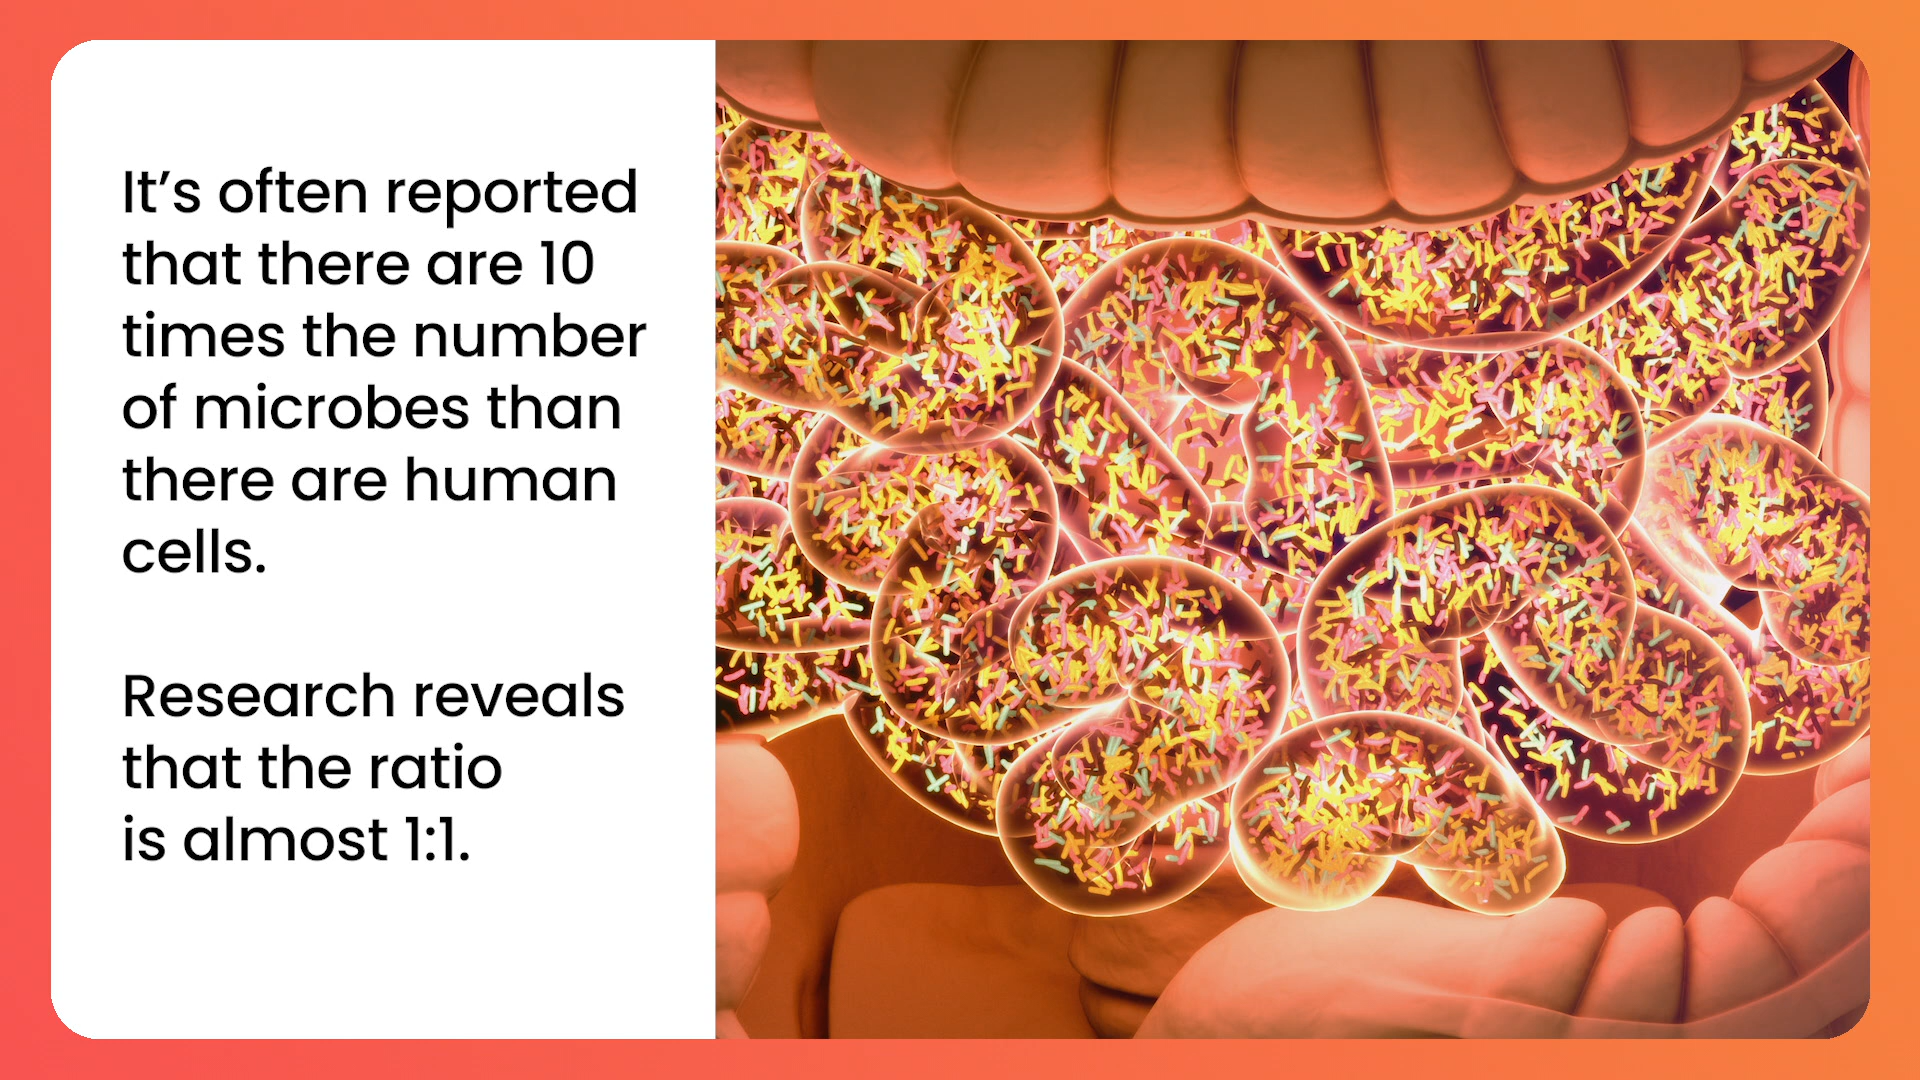 It’s often reported
that there are 10
times the number
of microbes than
there are human
cells.
Research reveals
that the ratio
is almost 1:1.